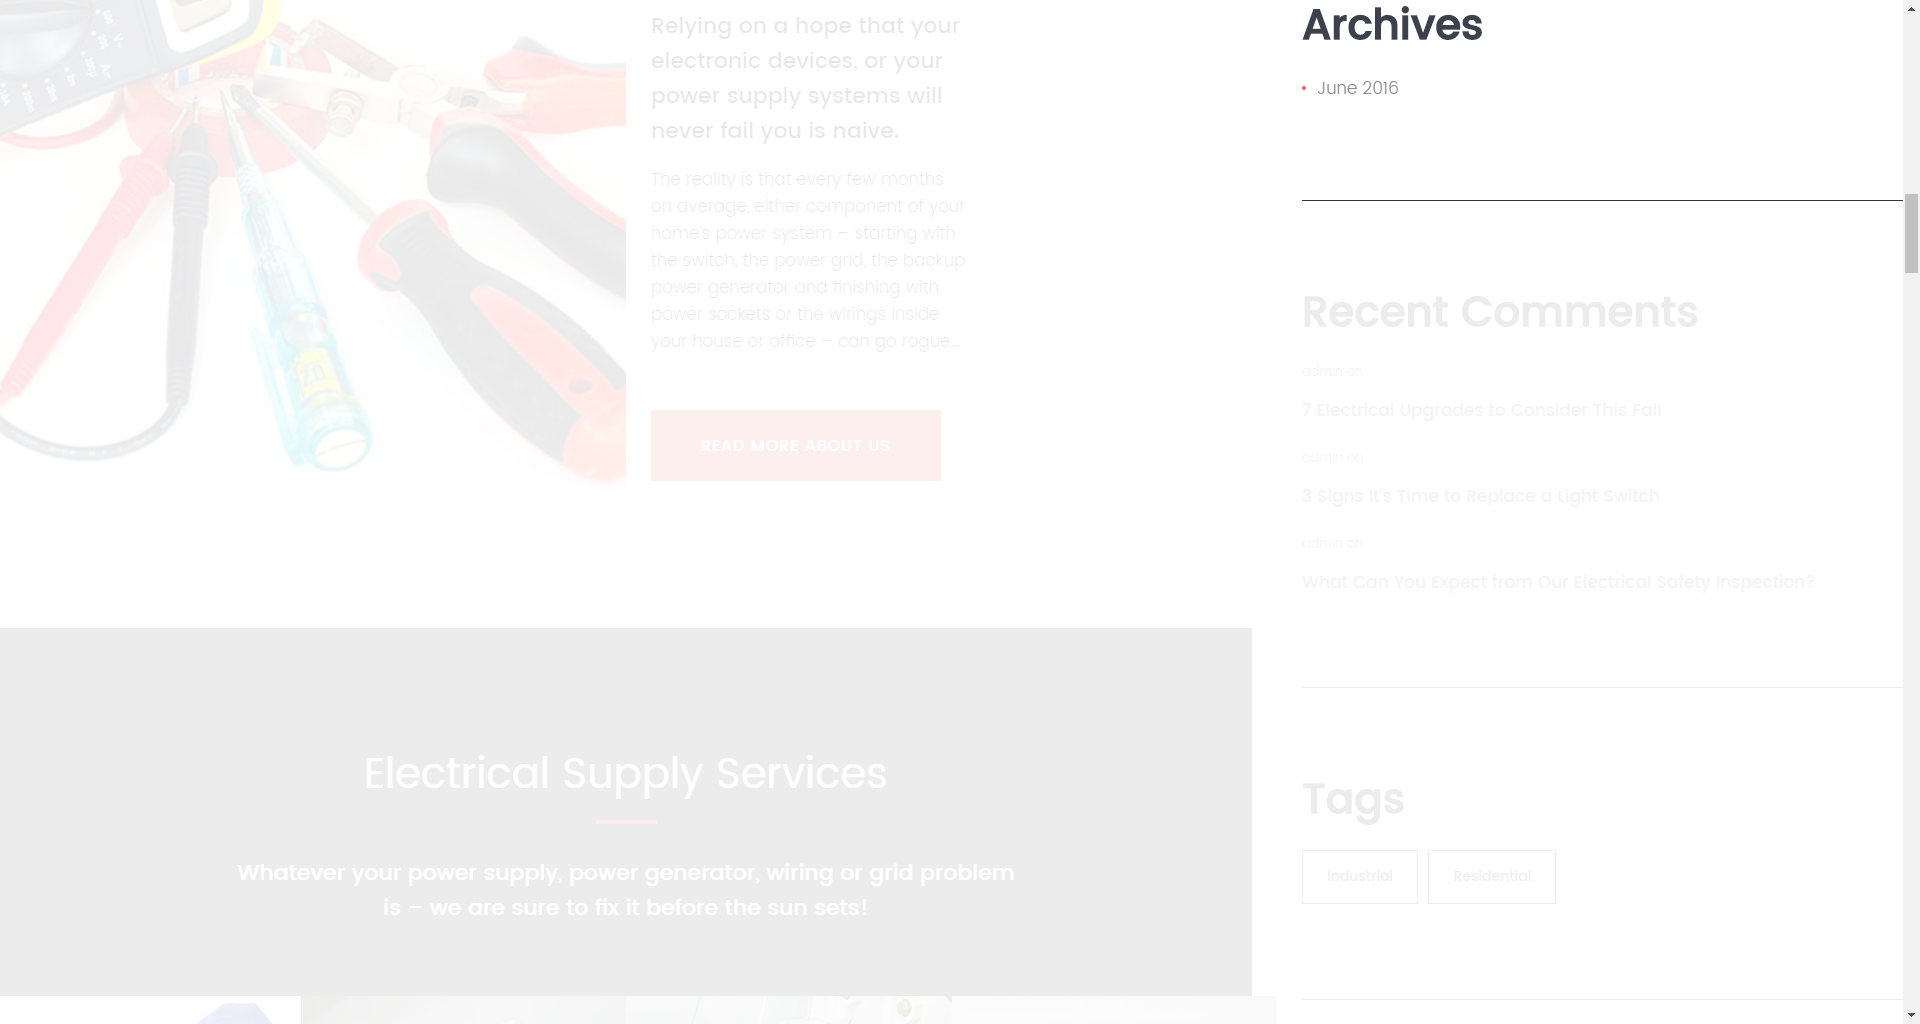 Relying on a hope that your
electronic devices, or your
power supply systems will
never fail you is naive.
The reality is that every few months
on average, either component of your
home's power system – starting with
the switch, the power grid, the backup
power generator and finishing with
power sockets or the wirings inside
your house or office – can go rogue...
READ MORE ABOUT US
Electrical Supply Services
Whatever your power supply, power generator, wiring or grid problem
is – we are sure to fix it before the sun sets!
Archives
June 2016
Recent Comments
admin on
7 Electrical Upgrades to Consider This Fall
admin on
3 Signs It's Time to Replace a Light Switch
admin on
What Can You Expect from Our Electrical Safety Inspection?
Tags
Industrial
Residential